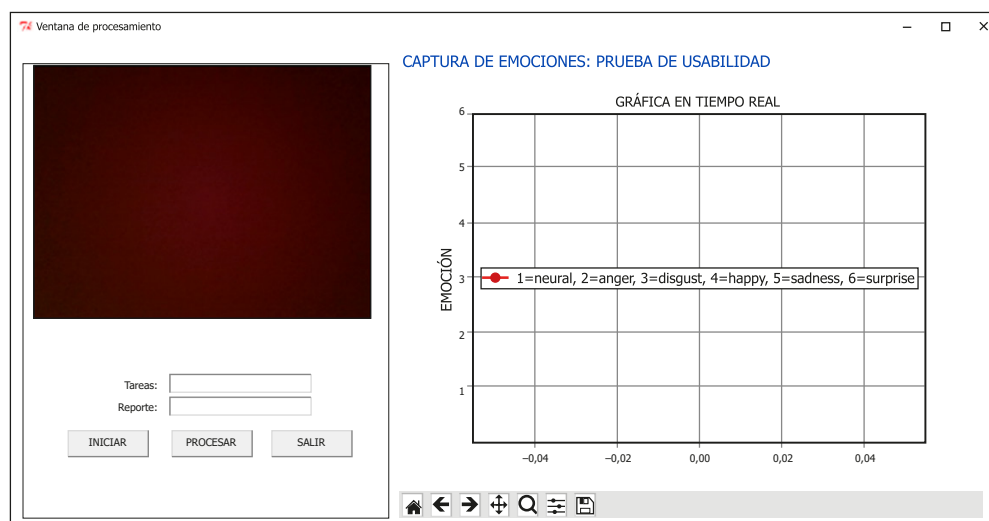 Ventana de procesamiento
CAPTURA DE EMOCIONES: PRUEBA DE USABILIDAD
GRÁFICA EN TIEMPO REAL
6
5
4
3
2
1
EMOCIÓN
1=neural, 2=anger, 3=disgust, 4=happy, 5=sadness, 6=surprise
–0,04 –0,02 0,00 0,02 0,04
Tareas:
Reporte:
INICIAR PROCESAR SALIR